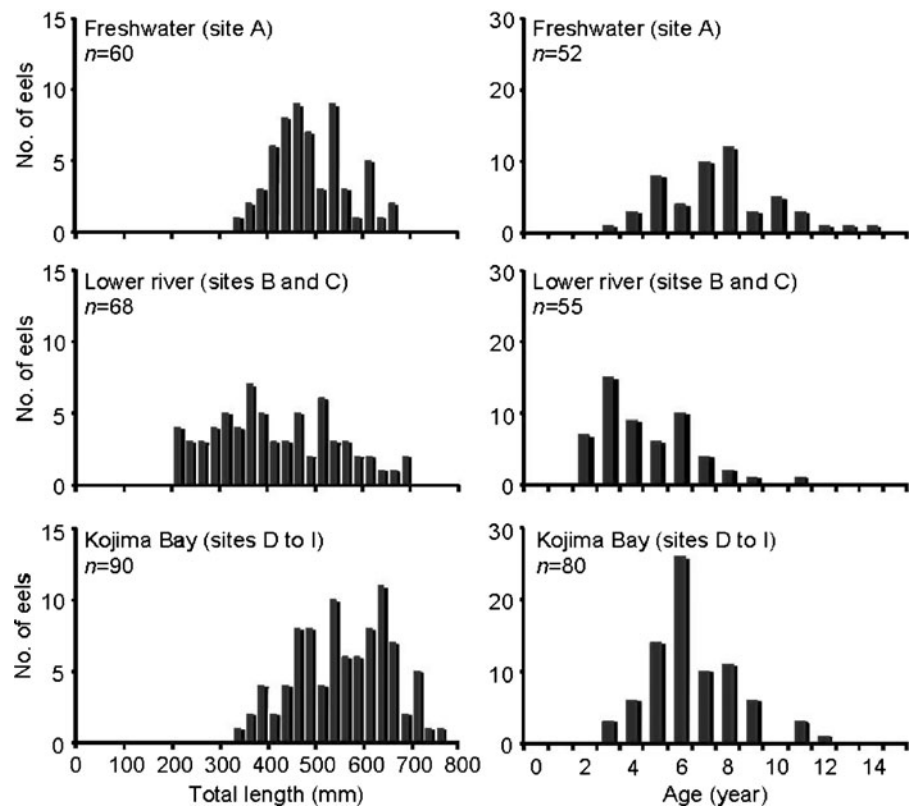 15
10
5
0
No. of eels
Freshwater (site A)
n=60
30
20
10
0
Freshwater (site A)
n=52
15
10
5
0
No. of eels
Lower river (sites B and C)
n=68
30
20
10
0
Lower river (sitse B and C)
n=55
15
10
5
0
No. of eels
Kojima Bay (sites D to I)
n=90
0 100 200 300 400 500 600 700 800
Total length (mm)
30
20
10
0
Kojima Bay (sites D to I)
n=80
0 2 4 6 8 10 12 14
Age (year)